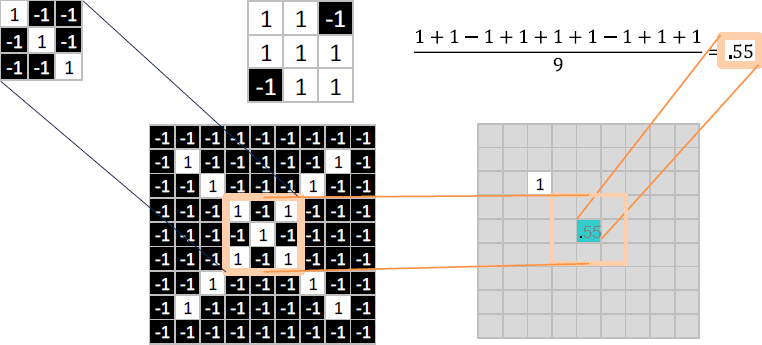 1 -1 -1
-1 1 -1
-1 -1 1
1 1 -1
1 1 1
-1 1 1
1 + 1 − 1 + 1 + 1 + 1 − 1 + 1 + 1
9
= .55
-1 -1 -1 -1 -1 -1 -1 -1 -1
-1 1 -1 -1 -1 -1 -1 1 -1
-1 -1 1 -1 -1 -1 1 -1 -1
-1 -1 -1 1 -1 1 -1 -1 -1
-1 -1 -1 -1 1 -1 -1 -1 -1
-1 -1 -1 1 -1 1 -1 -1 -1
-1 -1 1 -1 -1 -1 1 -1 -1
-1 1 -1 -1 -1 -1 -1 1 -1
-1 -1 -1 -1 -1 -1 -1 -1 -1
1
.55